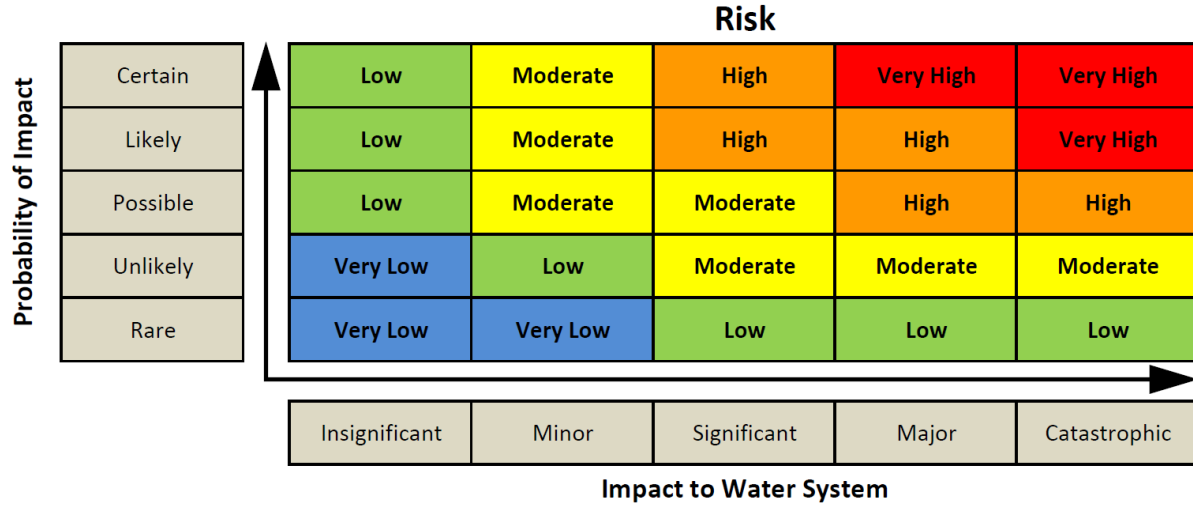 Risk
Probability of Impact
Certain Low Moderate High Very High Very High
Likely Low Moderate High High Very High
Possible Low Moderate Moderate High High
Unlikely Very Low Low Moderate Moderate Moderate
Rare Very Low Very Low Low Low Low
Insignificant Minor Significant Major Catastrophic
Impact to Water System